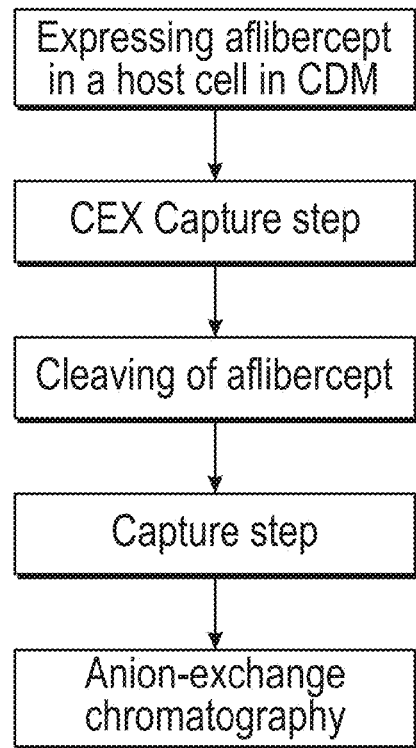 Expressing aflibercept
in a host cell in CDM
CEX Capture step
Cleaving of aflibercept
Capture step
Anion-exchange
chromatography